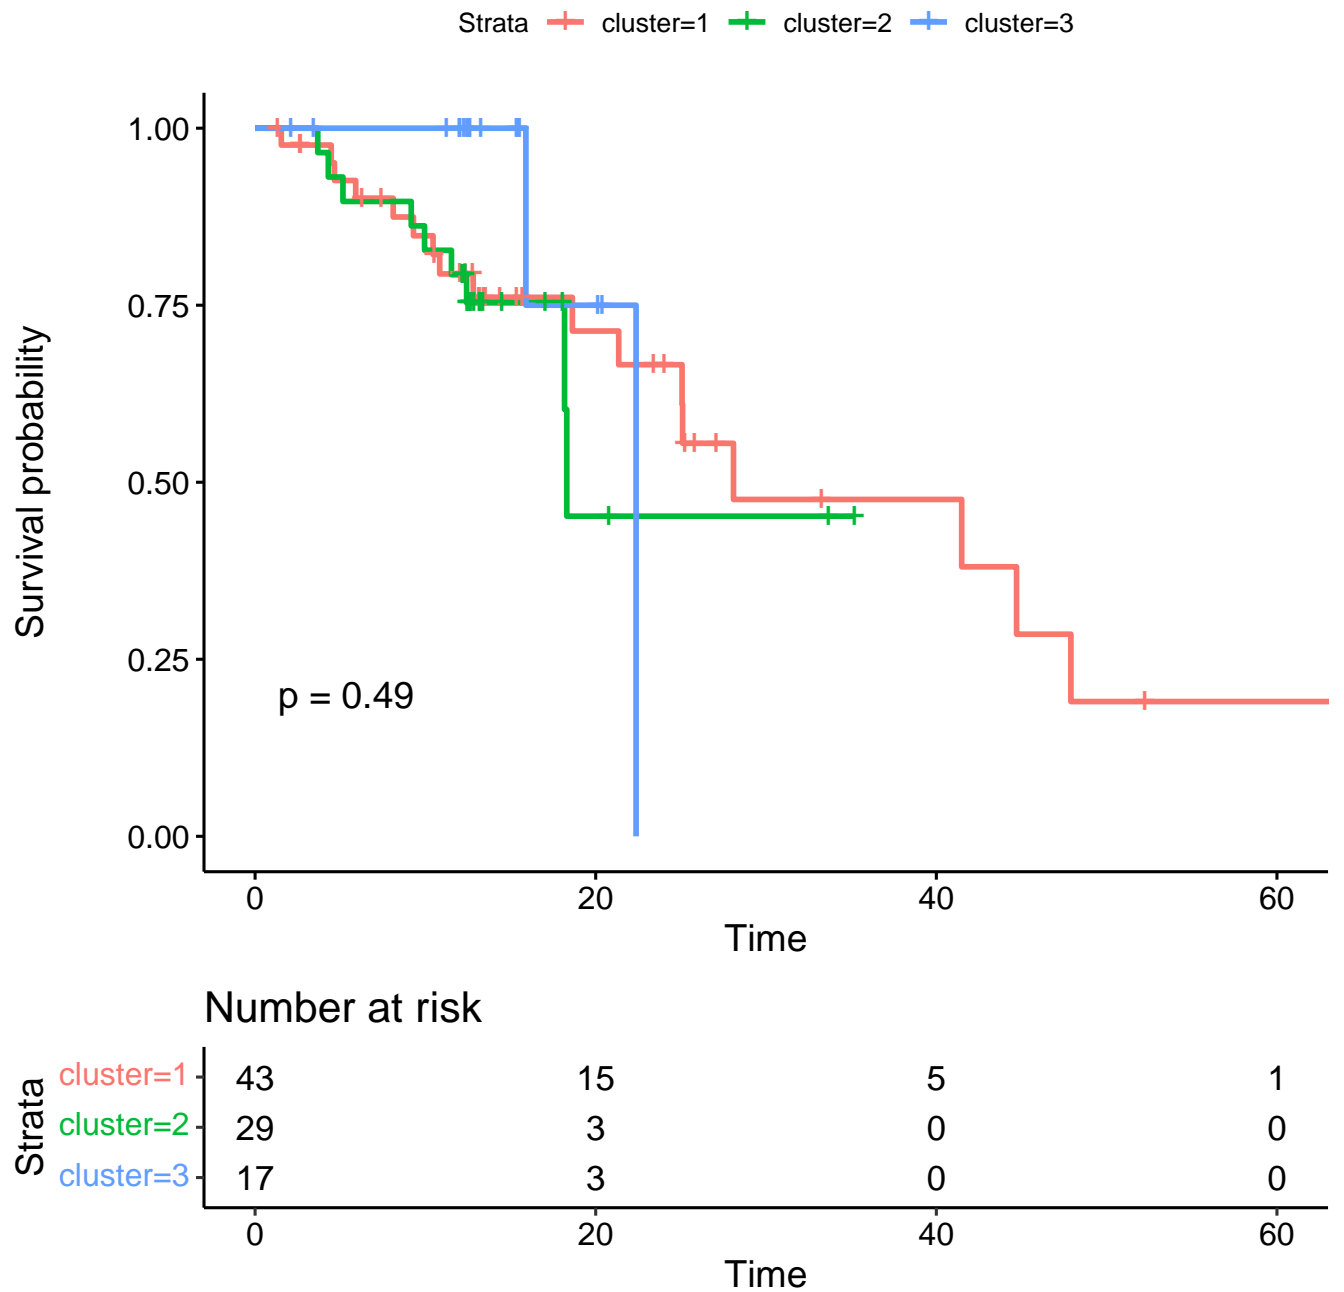 Strata cluster=1 cluster=2 cluster=3
1.00
0.75
0.50
0.25
0.00
Survival probability
p = 0.49
0 20 40 60
Time
Number at risk
Strata
cluster=1 43 15 5 1
cluster=2 29 3 0 0
cluster=3 17 3 0 0
0 20 40 60
Time